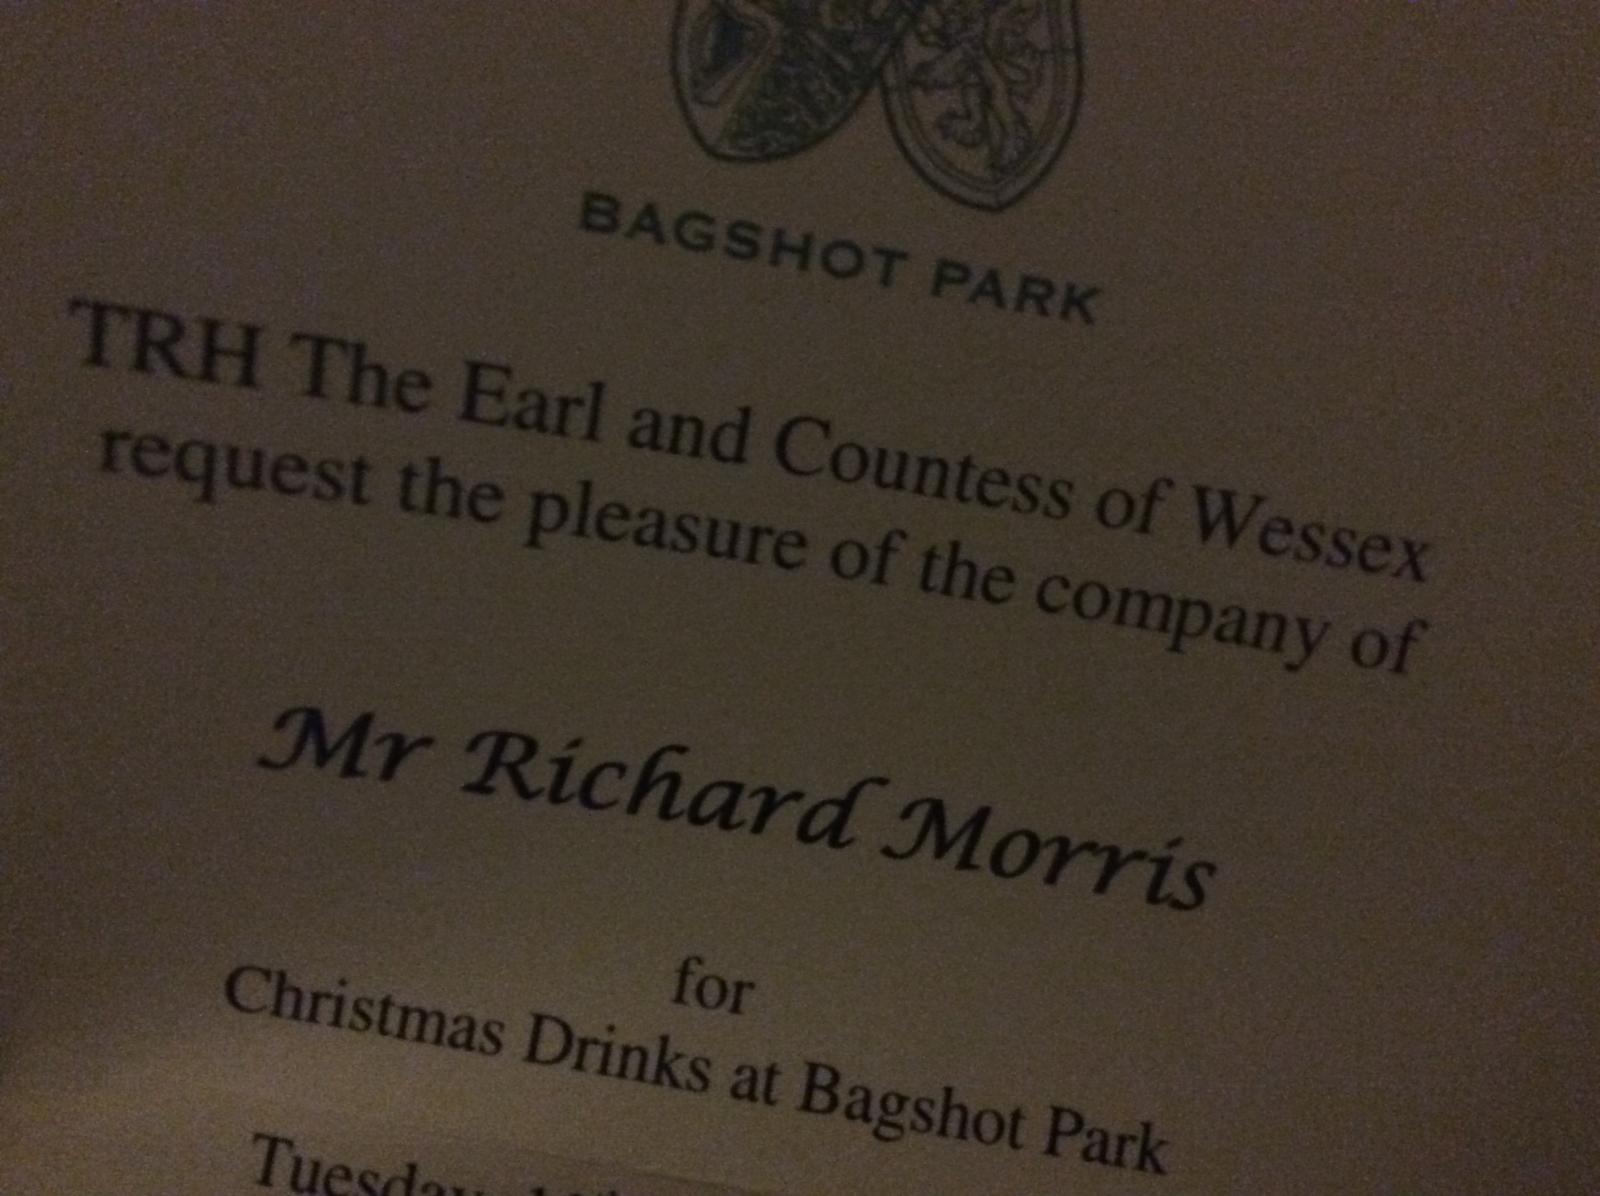 BAGSHOT PARK
TRH The Earl and Countess of Wessex
request the pleasure of the company of
Mr Richard Morris
for
Christmas Drinks at Bagshot Park
Tuesday